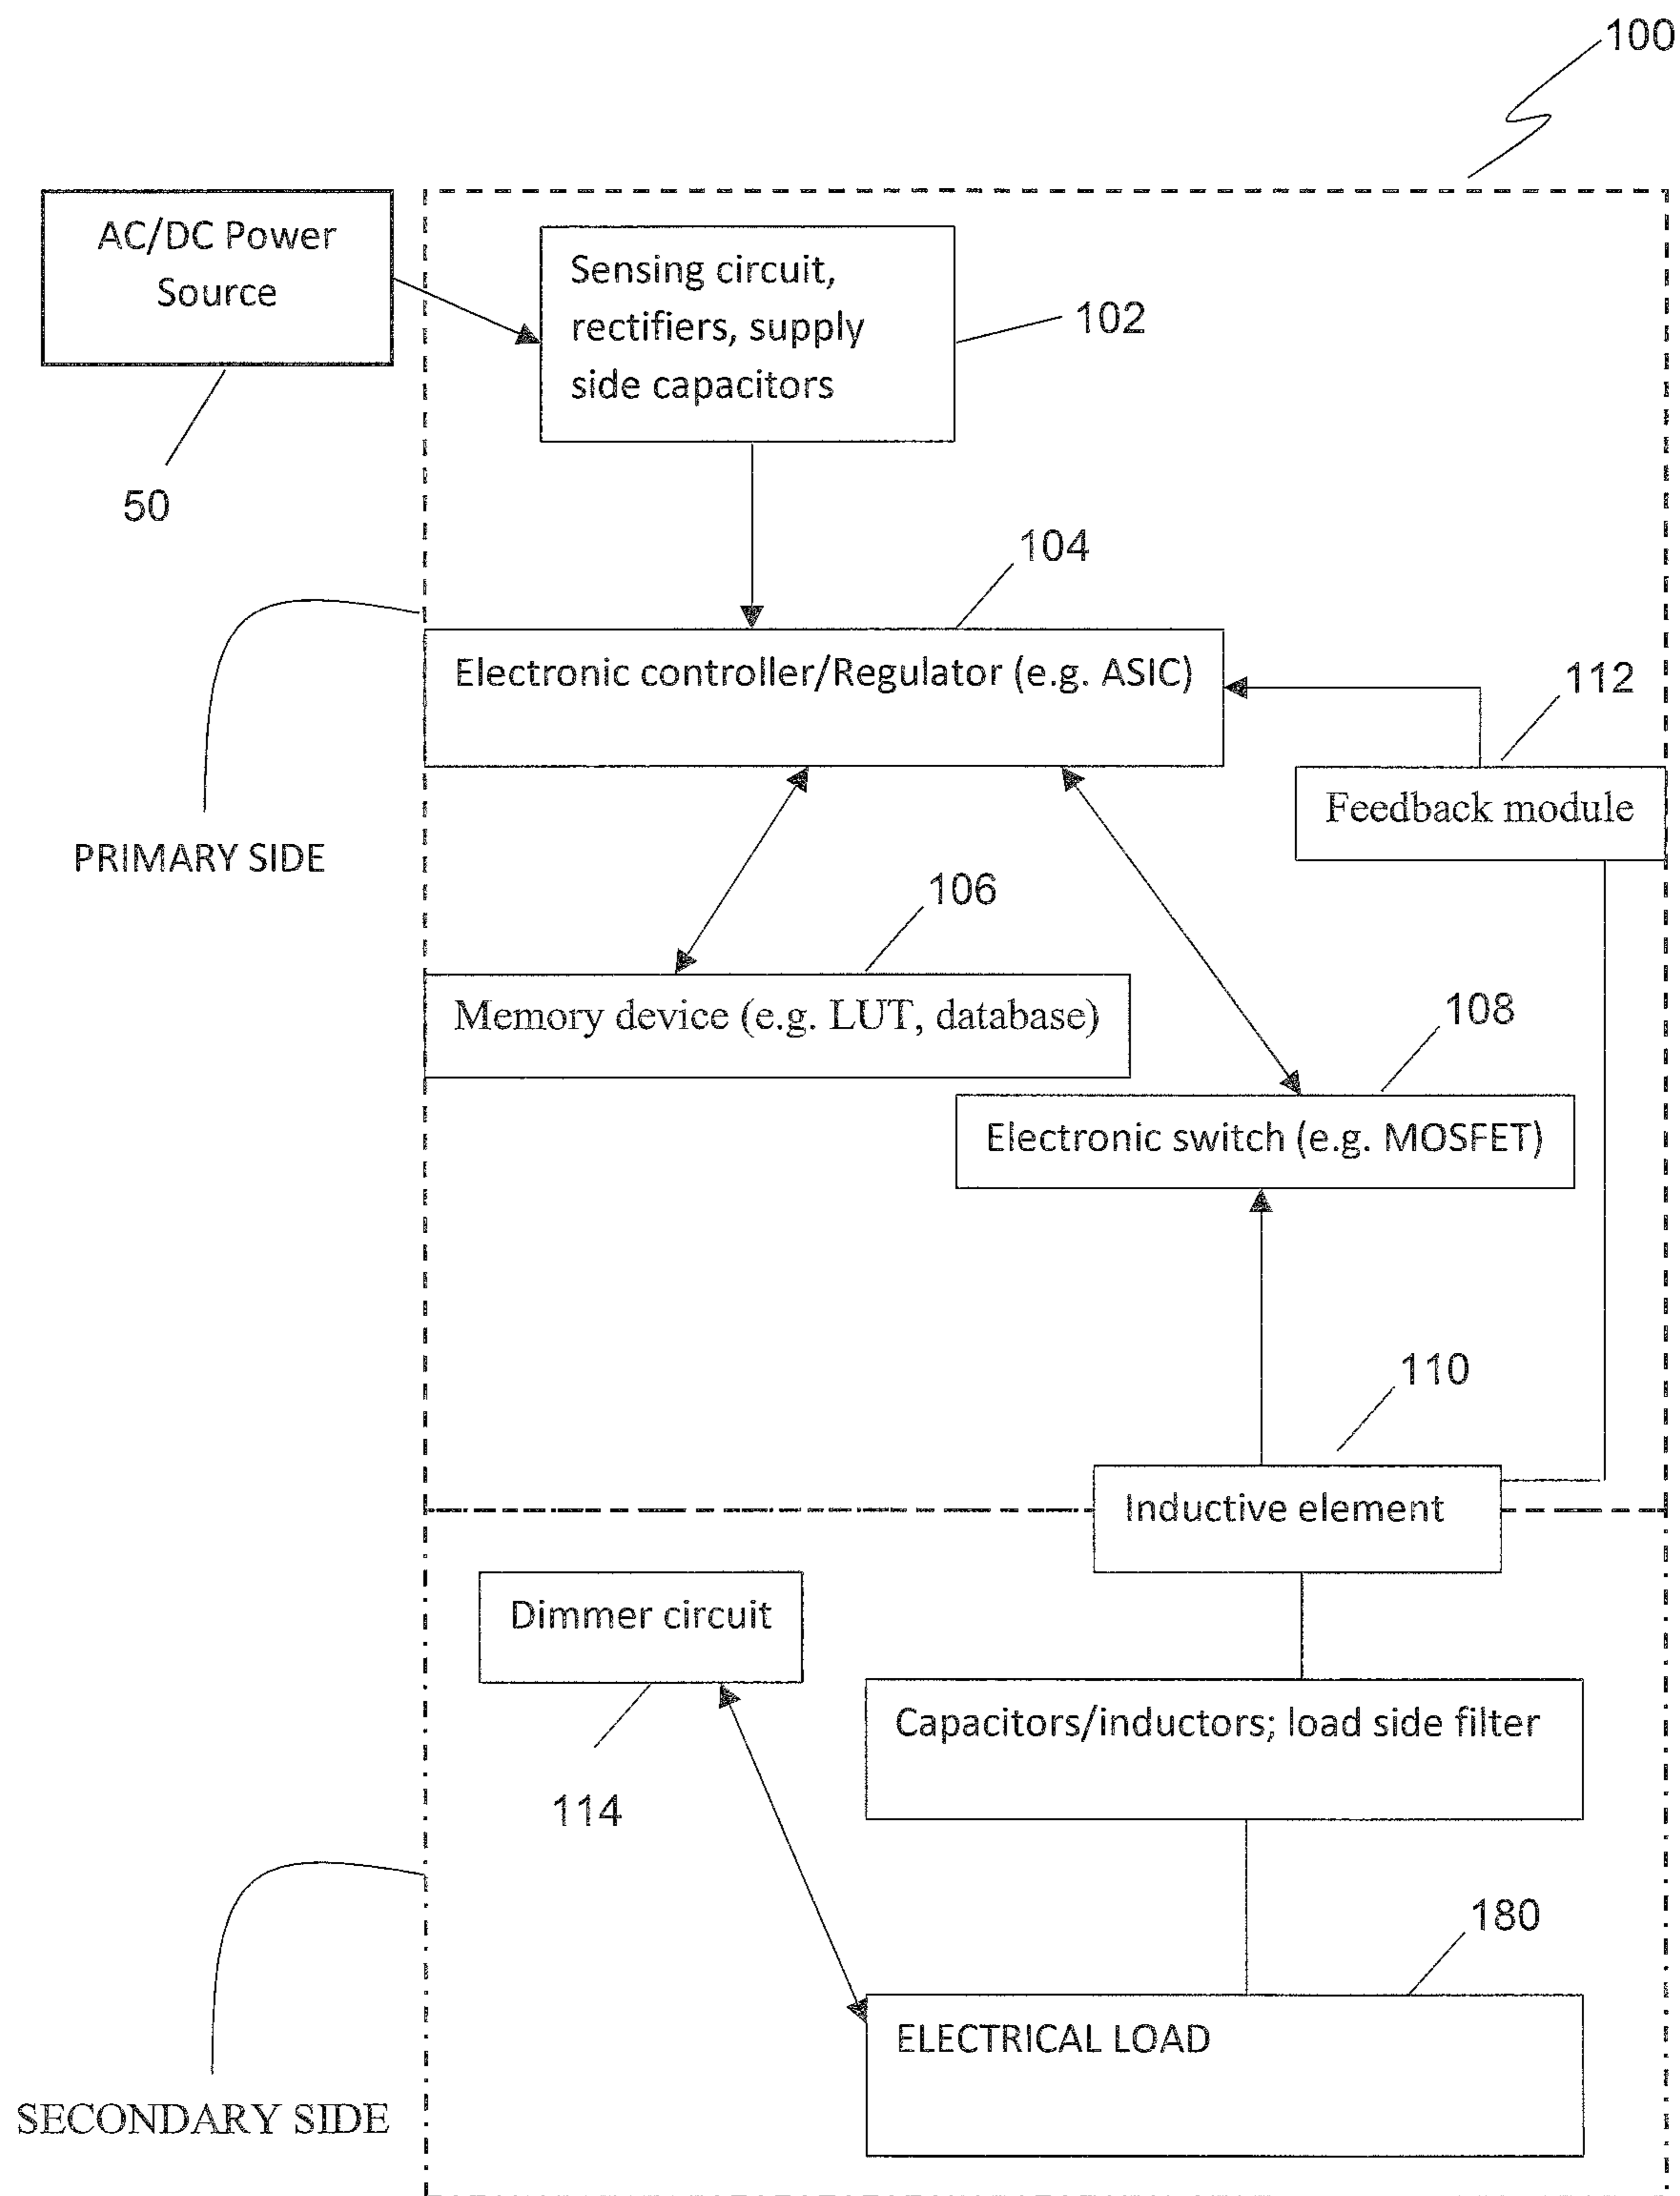 100
AC/DC Power
Source
50
Sensing circuit,
rectifiers, supply
side capacitors
102
104
Electronic controller/Regulator (e.g. ASIC)
112
Feedback module
PRIMARY SIDE
106
Memory device (e.g. LUT, database)
108
Electronic switch (e.g. MOSFET)
110
Inductive element
Dimmer circuit
114
Capacitors/inductors; load side filter
180
ELECTRICAL LOAD
SECONDARY SIDE